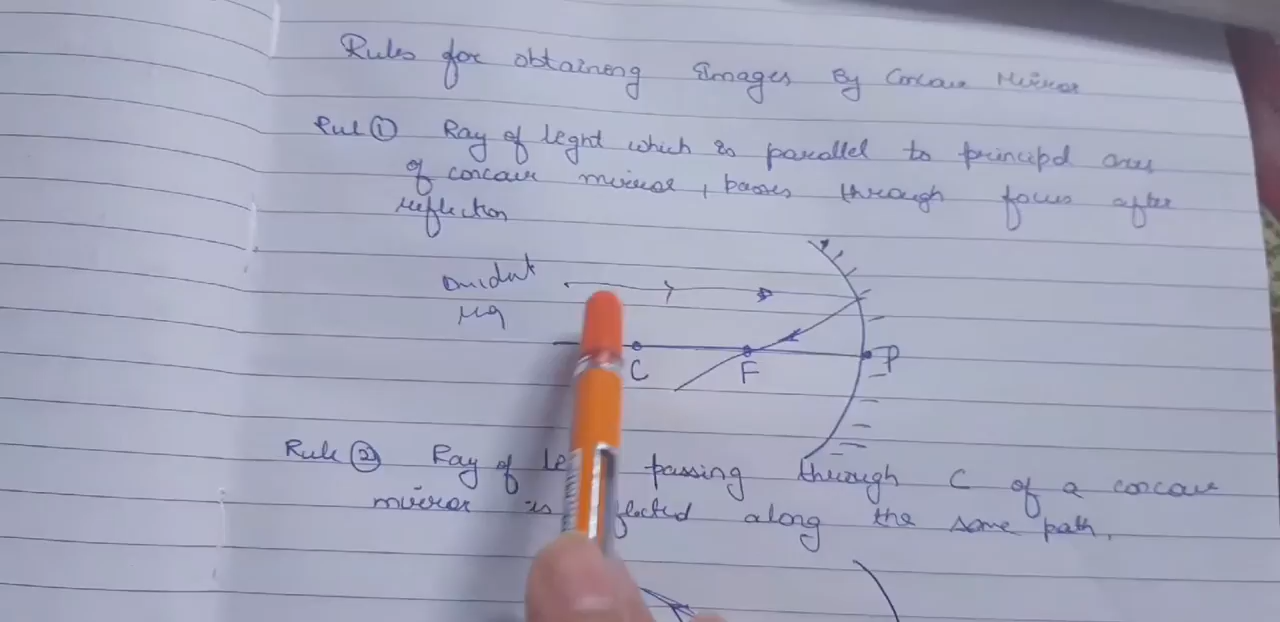 Rules for obtaining Images By Concave Mirror
Rul ① Ray of light which is parallel to principal axis
of concave mirror, passes through focus after
reflection
Incident
C F P
Rule ② Ray of passing through C of a concave
mirror is along the same path.